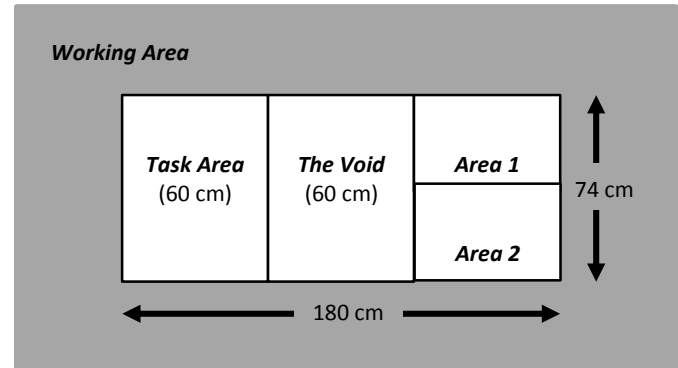 Working Area
Task Area
(60 cm)
The Void
(60 cm)
Area 1
Area 2
74 cm
180 cm